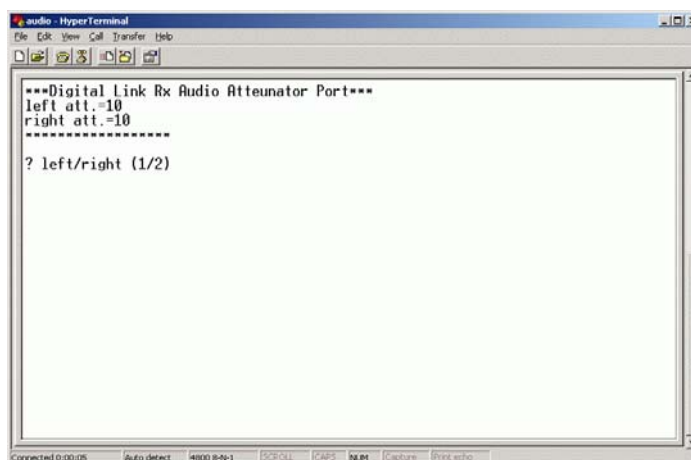 audio - HyperTerminal
File Edit View Call Transfer Help
***Digital Link Rx Audio Atteunator Port***
left att.=10
right att.=10
******************
? left/right (1/2)
Connected 0:00:05 Auto detect 4800 8-N-1 SCROLL CAPS NUM Capture Print echo